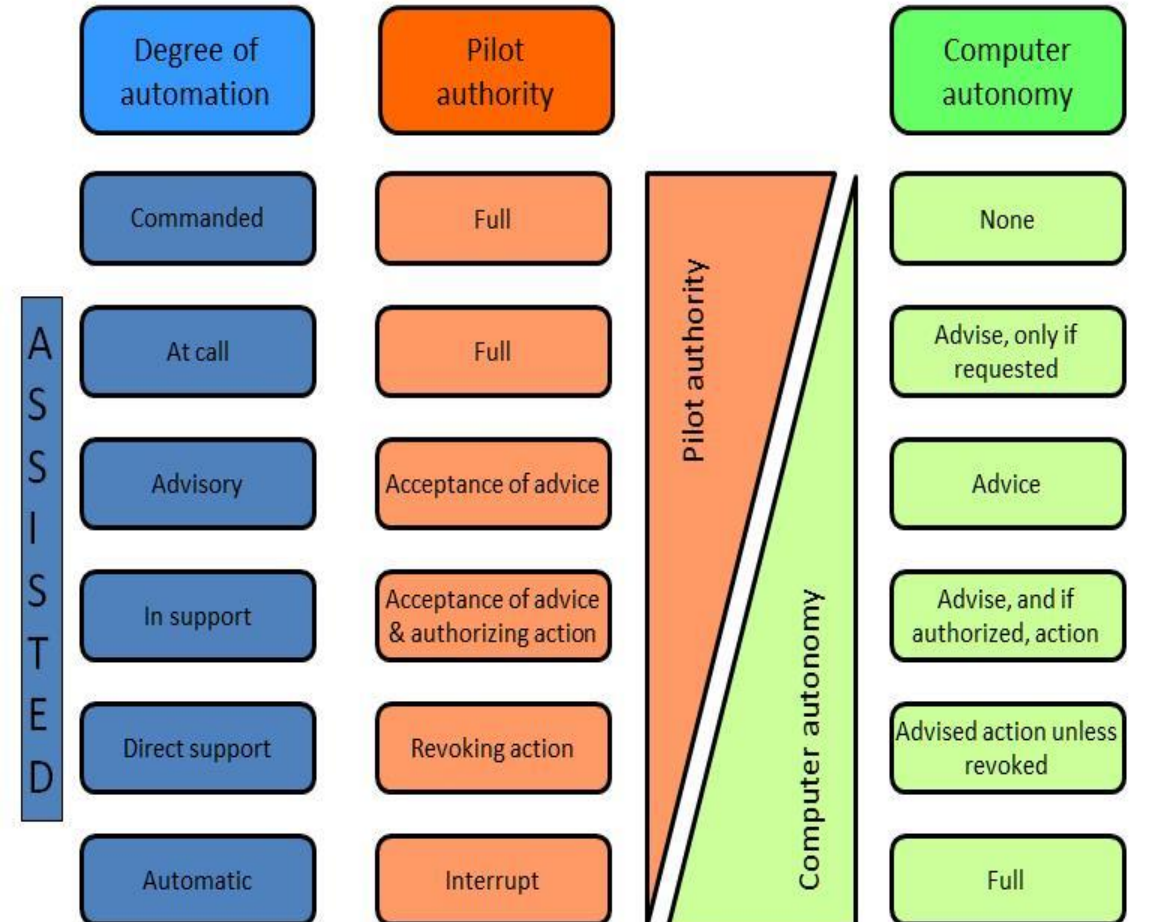 Degree of
automation
Pilot
authority
Computer
autonomy
Commanded
Full
None
ASSISTED
At call
Full
Advise, only if
requested
Advisory
Acceptance of advice
Advice
In support
Acceptance of advice
& authorizing action
Advise, and if
authorized, action
Direct support
Revoking action
Advised action unless
revoked
Automatic
Interrupt
Full
Pilot authority
Computer autonomy